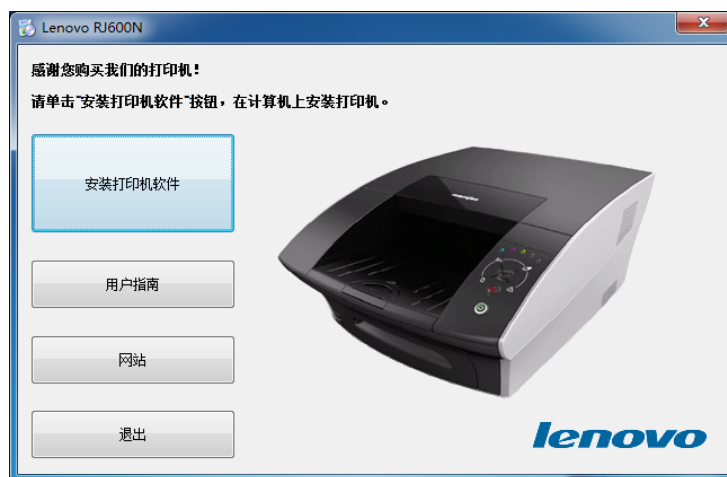 Lenovo RJ600N
感谢您购买我们的打印机！
请单击"安装打印机软件"按钮，在计算机上安装打印机。
安装打印机软件
用户指南
网站
退出
lenovo